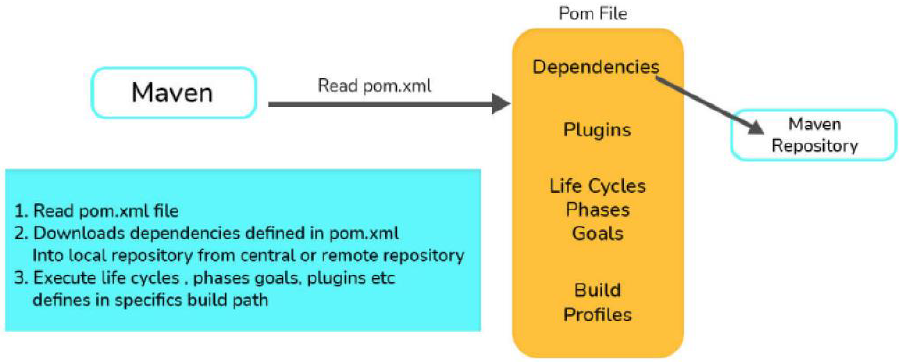 Pom File
Maven
Read pom.xml
Dependencies
Plugins
Life Cycles
Phases
Goals
Build
Profiles
Maven
Repository
1. Read pom.xml file
2. Downloads dependencies defined in pom.xml
Into local repository from central or remote repository
3. Execute life cycles , phases goals, plugins etc
defines in specifics build path